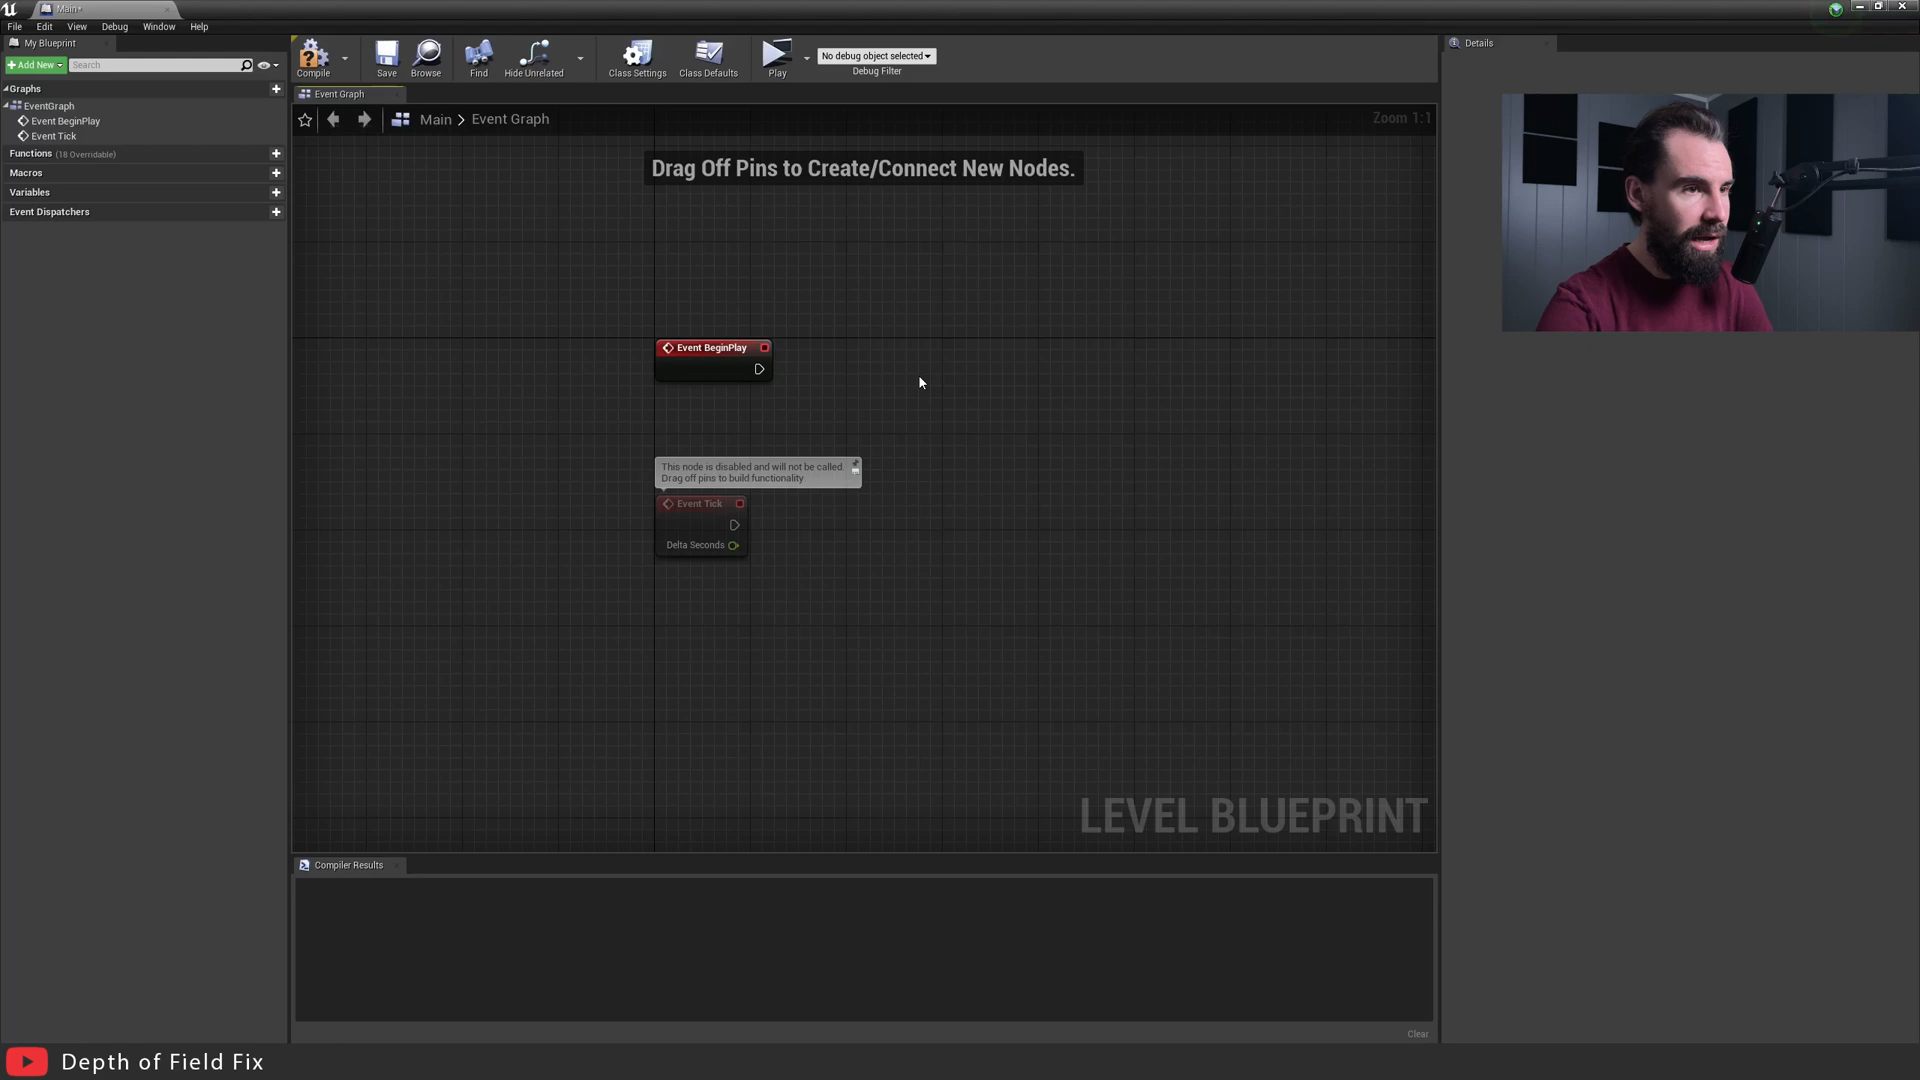 Main*
File Edit View Debug Window Help
My Blueprint
Add New Search
Graphs
EventGraph
Event BeginPlay
Event Tick
Functions (18 Overridable)
Macros
Variables
Event Dispatchers
Compile Save Browse Find Hide Unrelated Class Settings Class Defaults Play No debug object selected
Debug Filter
Event Graph
Main > Event Graph Zoom 1:1
Drag Off Pins to Create/Connect New Nodes.
Event BeginPlay
This node is disabled and will not be called.
Drag off pins to build functionality
Event Tick
Delta Seconds
LEVEL BLUEPRINT
Compiler Results
Clear
Details
Depth of Field Fix